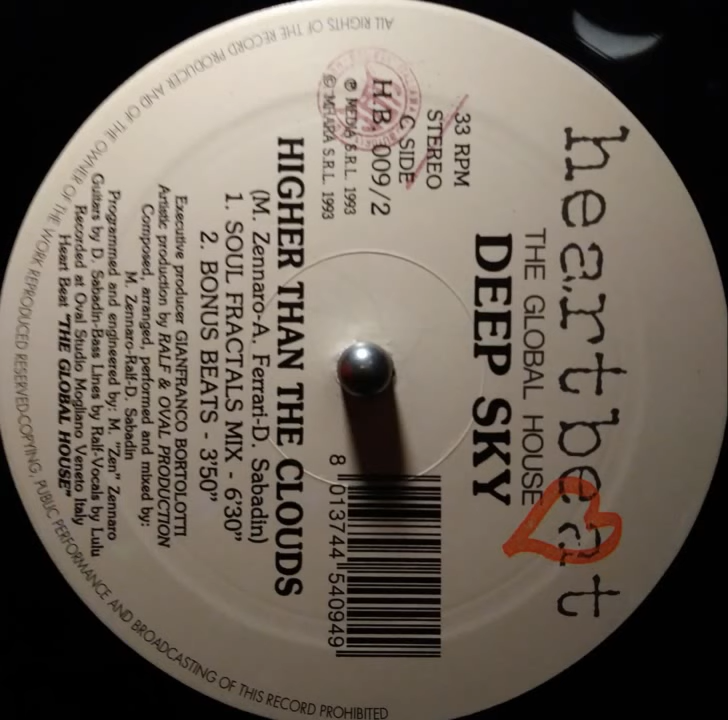 heartbeat
THE GLOBAL HOUSE
DEEP SKY
33 RPM
STEREO
C SIDE
H.B. 009/2
℗ MEDIA S.R.L. 1993
© MHARA S.R.L. 1993
8 013744 540949
HIGHER THAN THE CLOUDS
(M. Zennaro-A. Ferrari-D. Sabadin)
1. SOUL FRACTALS MIX - 6'30"
2. BONUS BEATS - 3'50"
Executive producer GIANFRANCO BORTOLOTTI
Artistic production by RALF & OVAL PRODUCTION
Composed, arranged, performed and mixed by:
M. Zennaro-Ralf-D. Sabadin
Programmed and engineered by: M. "Zen" Zennaro
Guitars by D. Sabadin-Bass Lines by Ralf-Vocals by Lulu
Recorded at Oval Studio Mogliano Veneto Italy
Heart Beat "THE GLOBAL HOUSE"
ALL RIGHTS OF THE RECORD PRODUCER AND OF THE OWNER OF THE WORK REPRODUCED RESERVED-COPYING, PUBLIC PERFORMANCE AND BROADCASTING OF THIS RECORD PROHIBITED